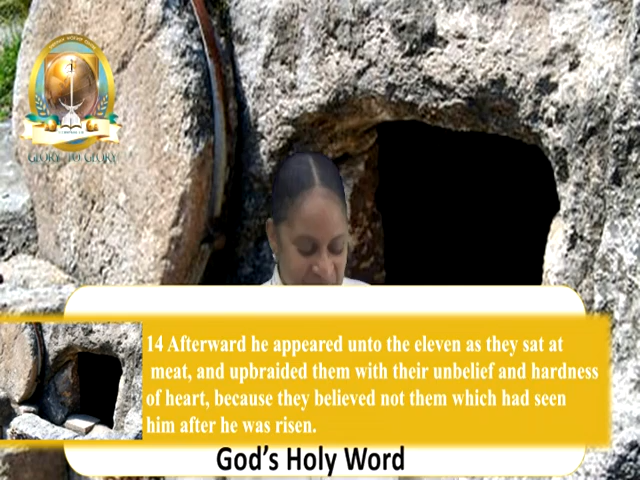 GLORY TO GLORY
14 Afterward he appeared unto the eleven as they sat at
meat, and upbraided them with their unbelief and hardness
of heart, because they believed not them which had seen
him after he was risen.
God's Holy Word